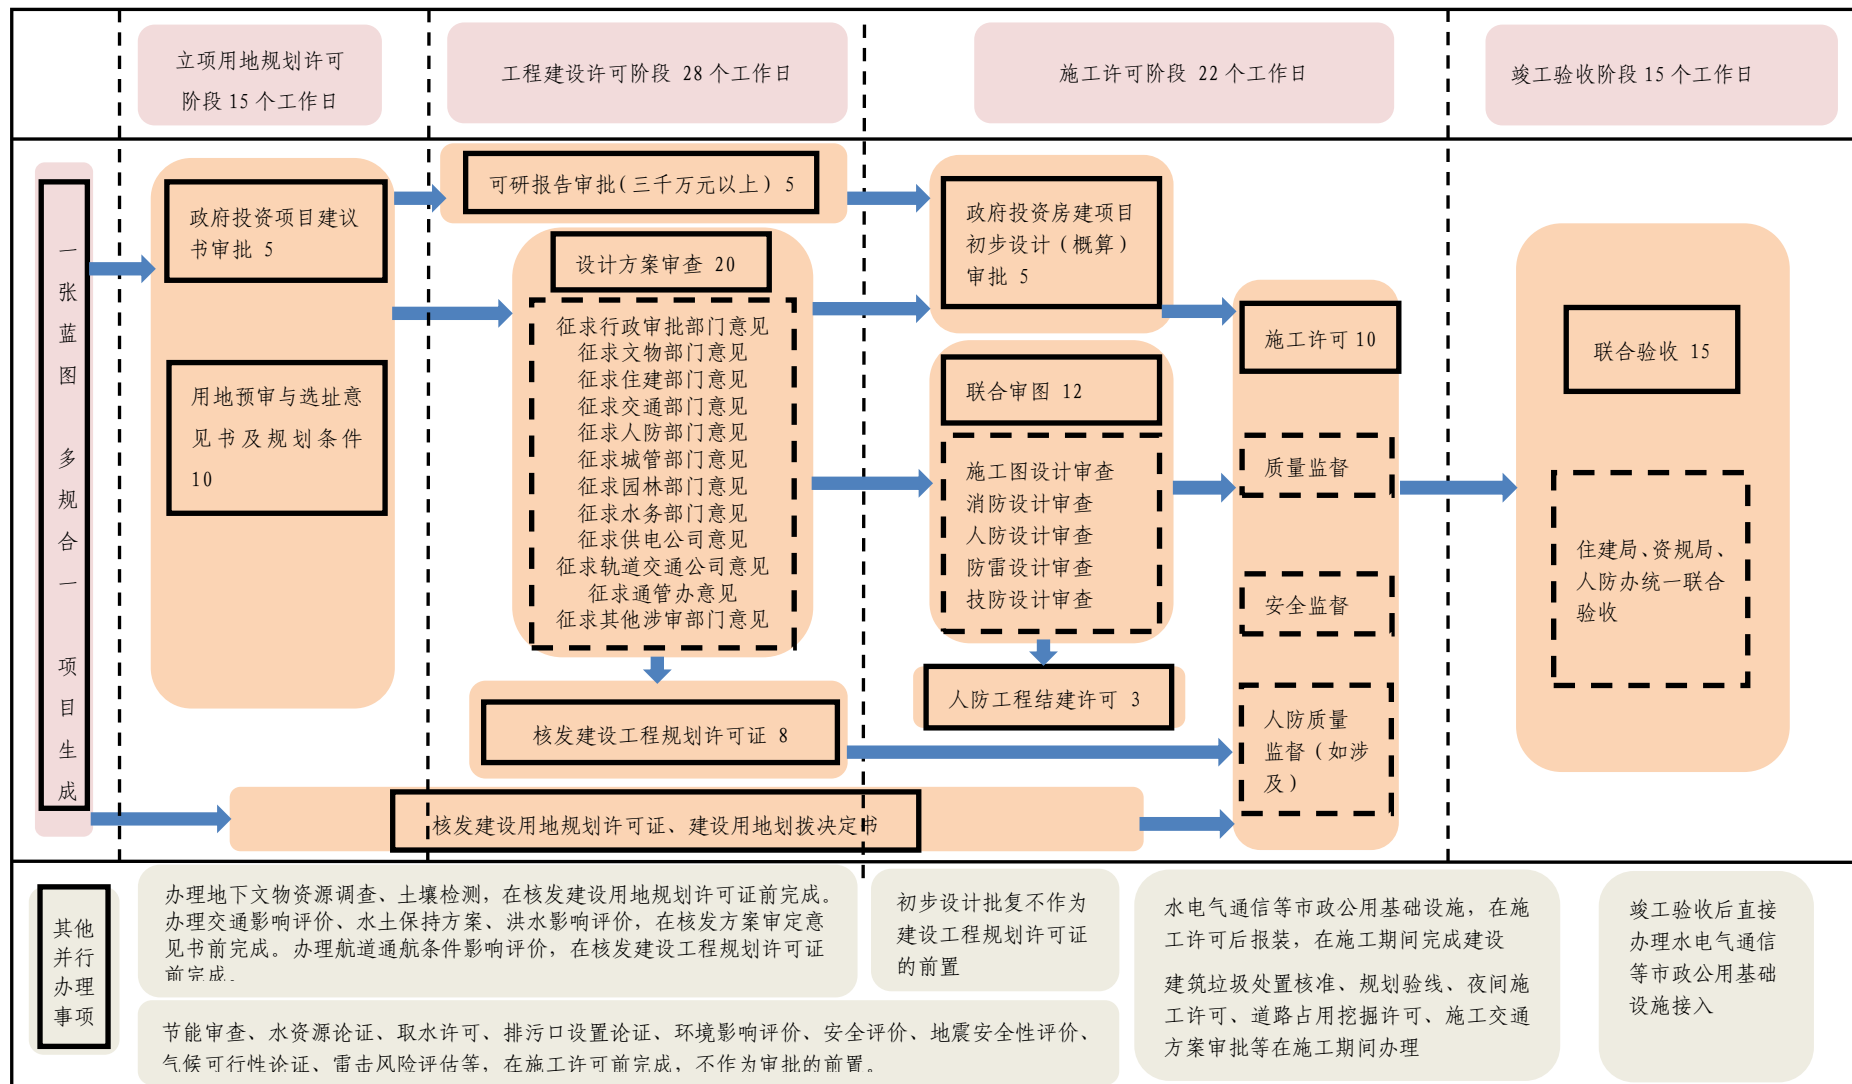 立项用地规划许可
阶段 15 个工作日
工程建设许可阶段 28 个工作日
施工许可阶段 22 个工作日
竣工验收阶段 15 个工作日
一张蓝图 多规合一 项目生成
政府投资项目建议
书审批 5
用地预审与选址意
见书及规划条件
10
可研报告审批(三千万元以上) 5
设计方案审查 20
征求行政审批部门意见
征求文物部门意见
征求住建部门意见
征求交通部门意见
征求人防部门意见
征求城管部门意见
征求园林部门意见
征求水务部门意见
征求供电公司意见
征求轨道交通公司意见
征求通管办意见
征求其他涉审部门意见
核发建设工程规划许可证 8
核发建设用地规划许可证、建设用地划拨决定书
政府投资房建项目
初步设计（概算）
审批 5
联合审图 12
施工图设计审查
消防设计审查
人防设计审查
防雷设计审查
技防设计审查
人防工程结建许可 3
施工许可 10
质量监督
安全监督
人防质量
监督（如涉
及）
联合验收 15
住建局、资规局、
人防办统一联合
验收
其他
并行
办理
事项
办理地下文物资源调查、土壤检测，在核发建设用地规划许可证前完成。
办理交通影响评价、水土保持方案、洪水影响评价，在核发方案审定意
见书前完成。办理航道通航条件影响评价，在核发建设工程规划许可证
前完成。
节能审查、水资源论证、取水许可、排污口设置论证、环境影响评价、安全评价、地震安全性评价、
气候可行性论证、雷击风险评估等，在施工许可前完成，不作为审批的前置。
初步设计批复不作为
建设工程规划许可证
的前置
水电气通信等市政公用基础设施，在施
工许可后报装，在施工期间完成建设
建筑垃圾处置核准、规划验线、夜间施
工许可、道路占用挖掘许可、施工交通
方案审批等在施工期间办理
竣工验收后直接
办理水电气通信
等市政公用基础
设施接入